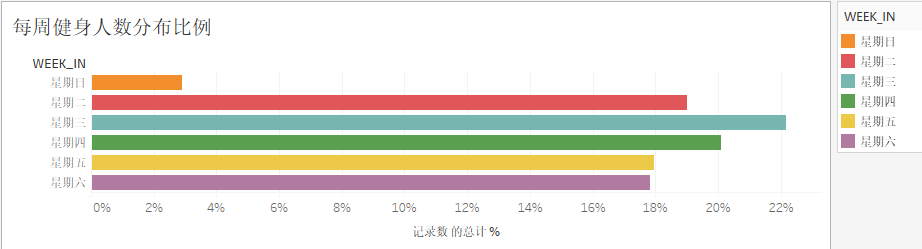 每周健身人数分布比例
WEEK_IN
星期日
星期二
星期三
星期四
星期五
星期六
0% 2% 4% 6% 8% 10% 12% 14% 16% 18% 20% 22%
记录数 的总计 %
WEEK_IN
星期日
星期二
星期三
星期四
星期五
星期六